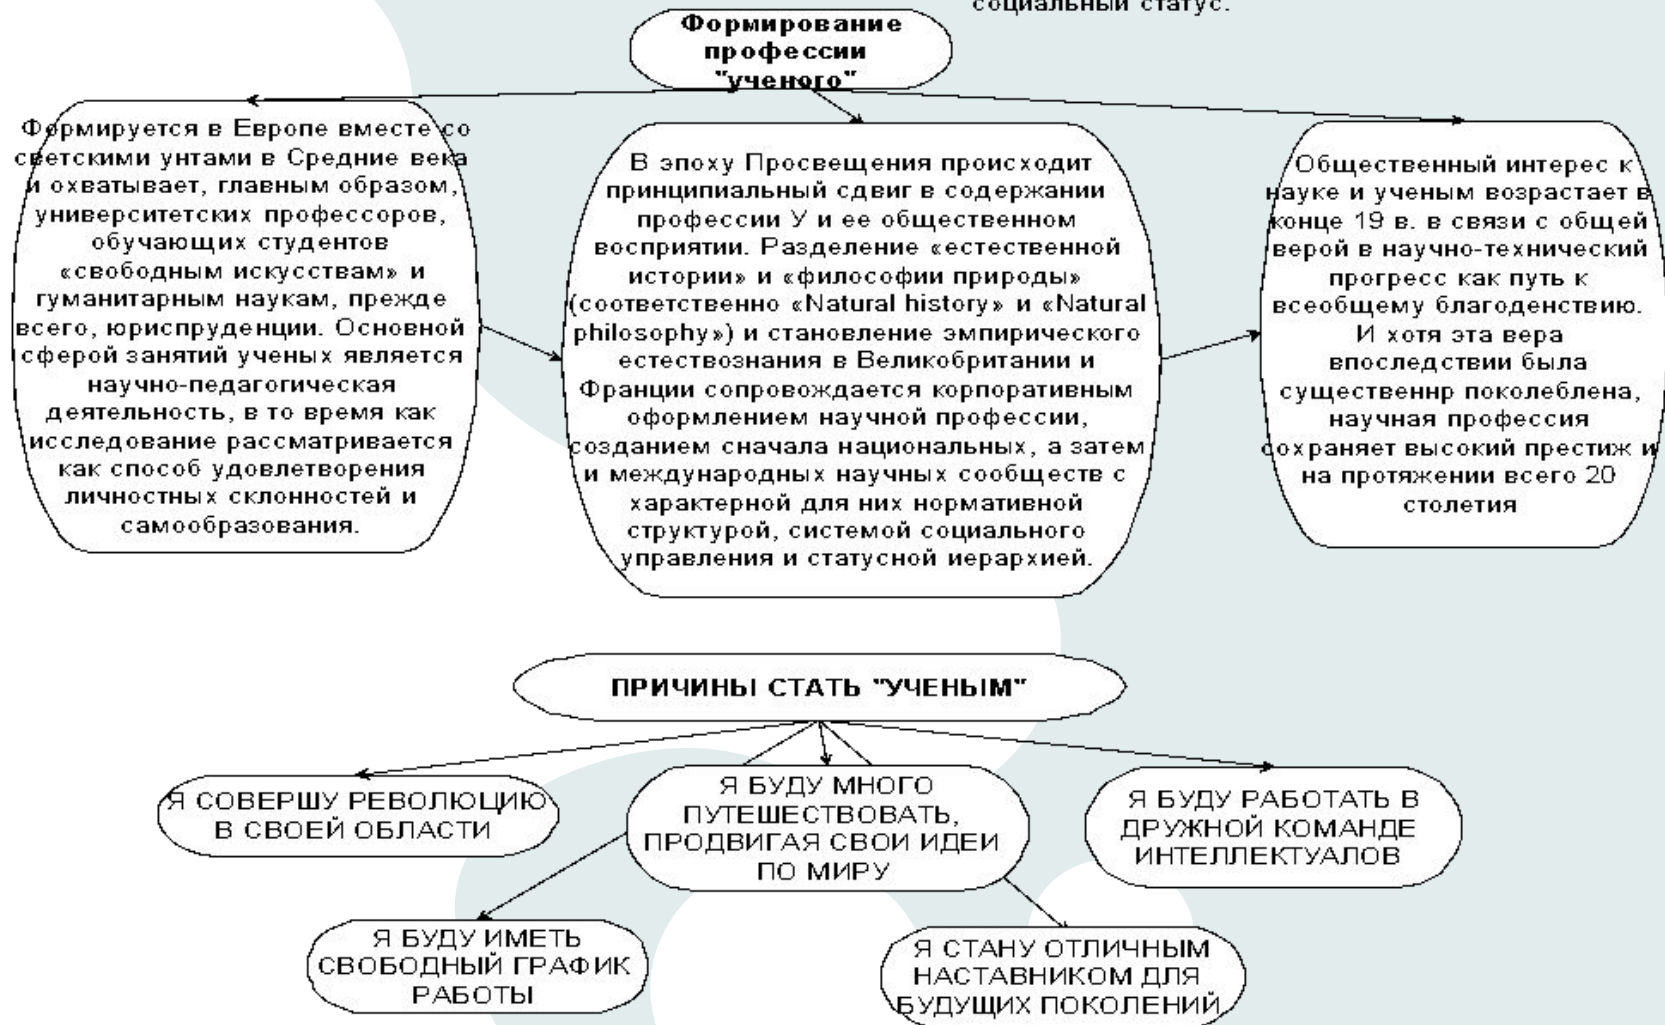 социальный статус.
Формирование
профессии
"ученого"
Формируется в Европе вместе со
светскими унтами в Средние века
и охватывает, главным образом,
университетских профессоров,
обучающих студентов
«свободным искусствам» и
гуманитарным наукам, прежде
всего, юриспруденции. Основной
сферой занятий ученых является
научно-педагогическая
деятельность, в то время как
исследование рассматривается
как способ удовлетворения
личностных склонностей и
самообразования.
В эпоху Просвещения происходит
принципиальный сдвиг в содержании
профессии У и ее общественном
восприятии. Разделение «естественной
истории» и «философии природы»
(соответственно «Natural history» и «Natural
philosophy») и становление эмпирического
естествознания в Великобритании и
Франции сопровождается корпоративным
оформлением научной профессии,
созданием сначала национальных, а затем
и международных научных сообществ с
характерной для них нормативной
структурой, системой социального
управления и статусной иерархией.
Общественный интерес к
науке и ученым возрастает в
конце 19 в. в связи с общей
верой в научно-технический
прогресс как путь к
всеобщему благоденствию.
И хотя эта вера
впоследствии была
существеннр поколеблена,
научная профессия
сохраняет высокий престиж и
на протяжении всего 20
столетия
ПРИЧИНЫ СТАТЬ "УЧЕНЫМ"
Я СОВЕРШУ РЕВОЛЮЦИЮ
В СВОЕЙ ОБЛАСТИ
Я БУДУ МНОГО
ПУТЕШЕСТВОВАТЬ,
ПРОДВИГАЯ СВОИ ИДЕИ
ПО МИРУ
Я БУДУ РАБОТАТЬ В
ДРУЖНОЙ КОМАНДЕ
ИНТЕЛЛЕКТУАЛОВ
Я БУДУ ИМЕТЬ
СВОБОДНЫЙ ГРАФИК
РАБОТЫ
Я СТАНУ ОТЛИЧНЫМ
НАСТАВНИКОМ ДЛЯ
БУДУЩИХ ПОКОЛЕНИЙ